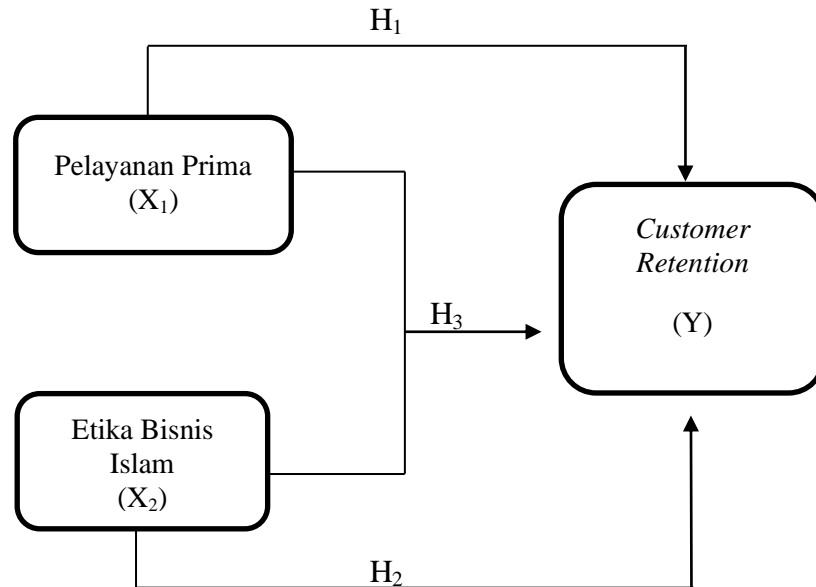 H₁
Pelayanan Prima
(X₁)
Customer
Retention
(Y)
H₃
Etika Bisnis
Islam
(X₂)
H₂